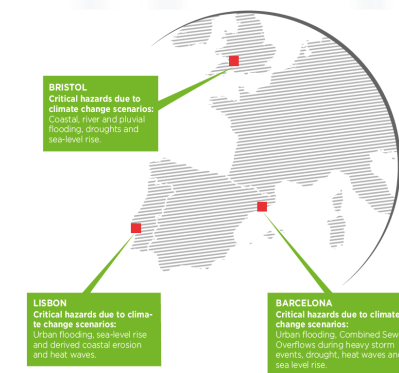 BRISTOL
Critical hazards due to
climate change scenarios:
Coastal, river and pluvial
flooding, droughts and
sea-level rise.
LISBON
Critical hazards due to clima-
te change scenarios:
Urban flooding, sea-level rise
and derived coastal erosion
and heat waves.
BARCELONA
Critical hazards due to climate
change scenarios:
Urban flooding, Combined Sew
Overflows during heavy storm
events, drought, heat waves and
sea level rise.